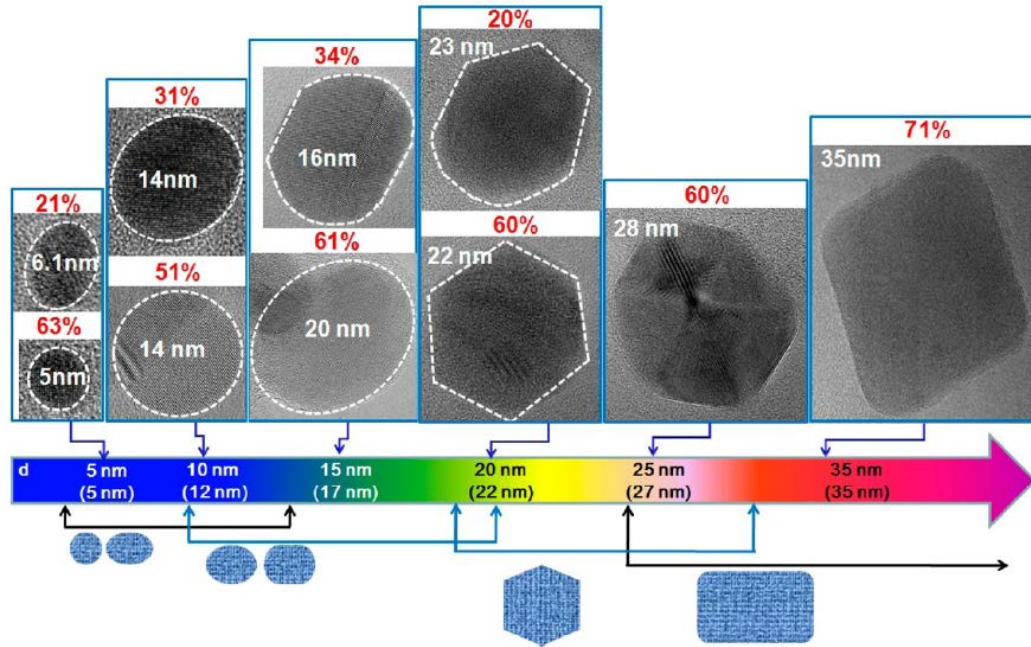 21%
6.1nm
63%
5nm
31%
14nm
51%
14 nm
34%
16nm
61%
20 nm
20%
23 nm
60%
22 nm
60%
28 nm
71%
35nm
d 5 nm 10 nm 15 nm 20 nm 25 nm 35 nm
(5 nm) (12 nm) (17 nm) (22 nm) (27 nm) (35 nm)